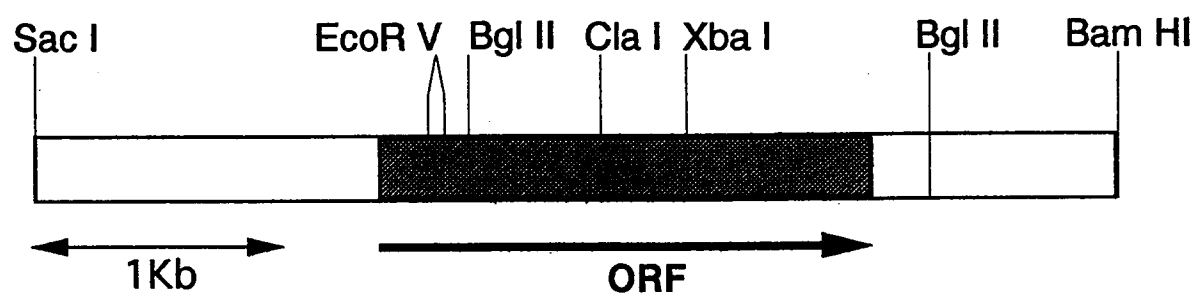 Sac I EcoR V Bgl II Cla I Xba I Bgl II Bam HI
1Kb ORF